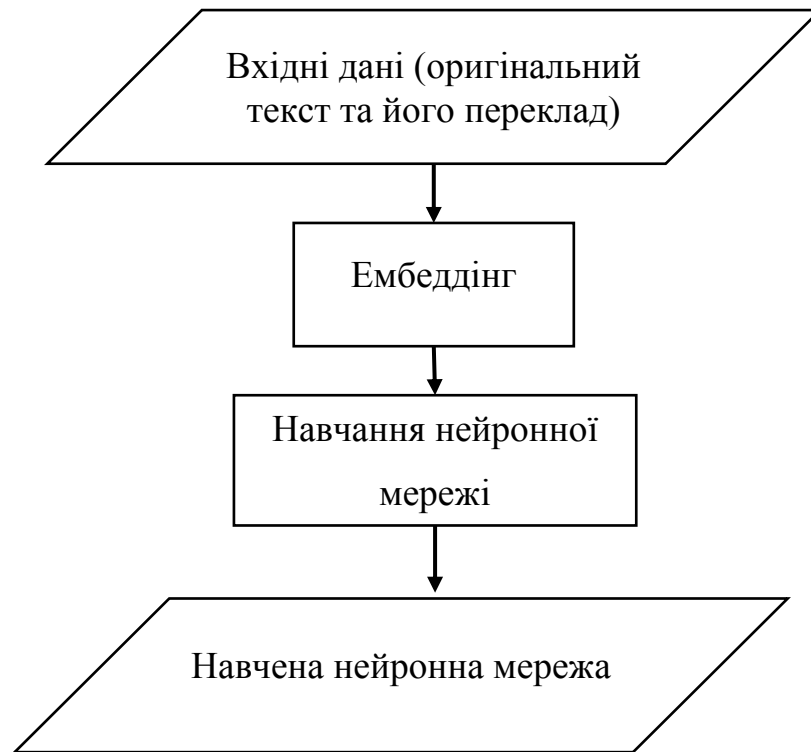 Вхідні дані (оригінальний
текст та його переклад)
Ембеддінг
Навчання нейронної
мережі
Навчена нейронна мережа